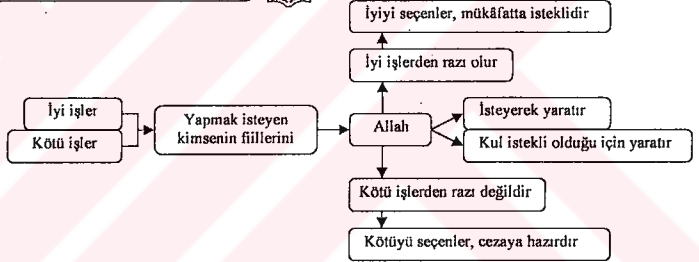 İyiyi seçenler, mükâfatta isteklidir
İyi işlerden razı olur
İyi işler
Kötü işler
Yapmak isteyen
kimsenin fiillerini
Allah
İsteyerek yaratır
Kul istekli olduğu için yaratır
Kötü işlerden razı değildir
Kötüyü seçenler, cezaya hazırdır